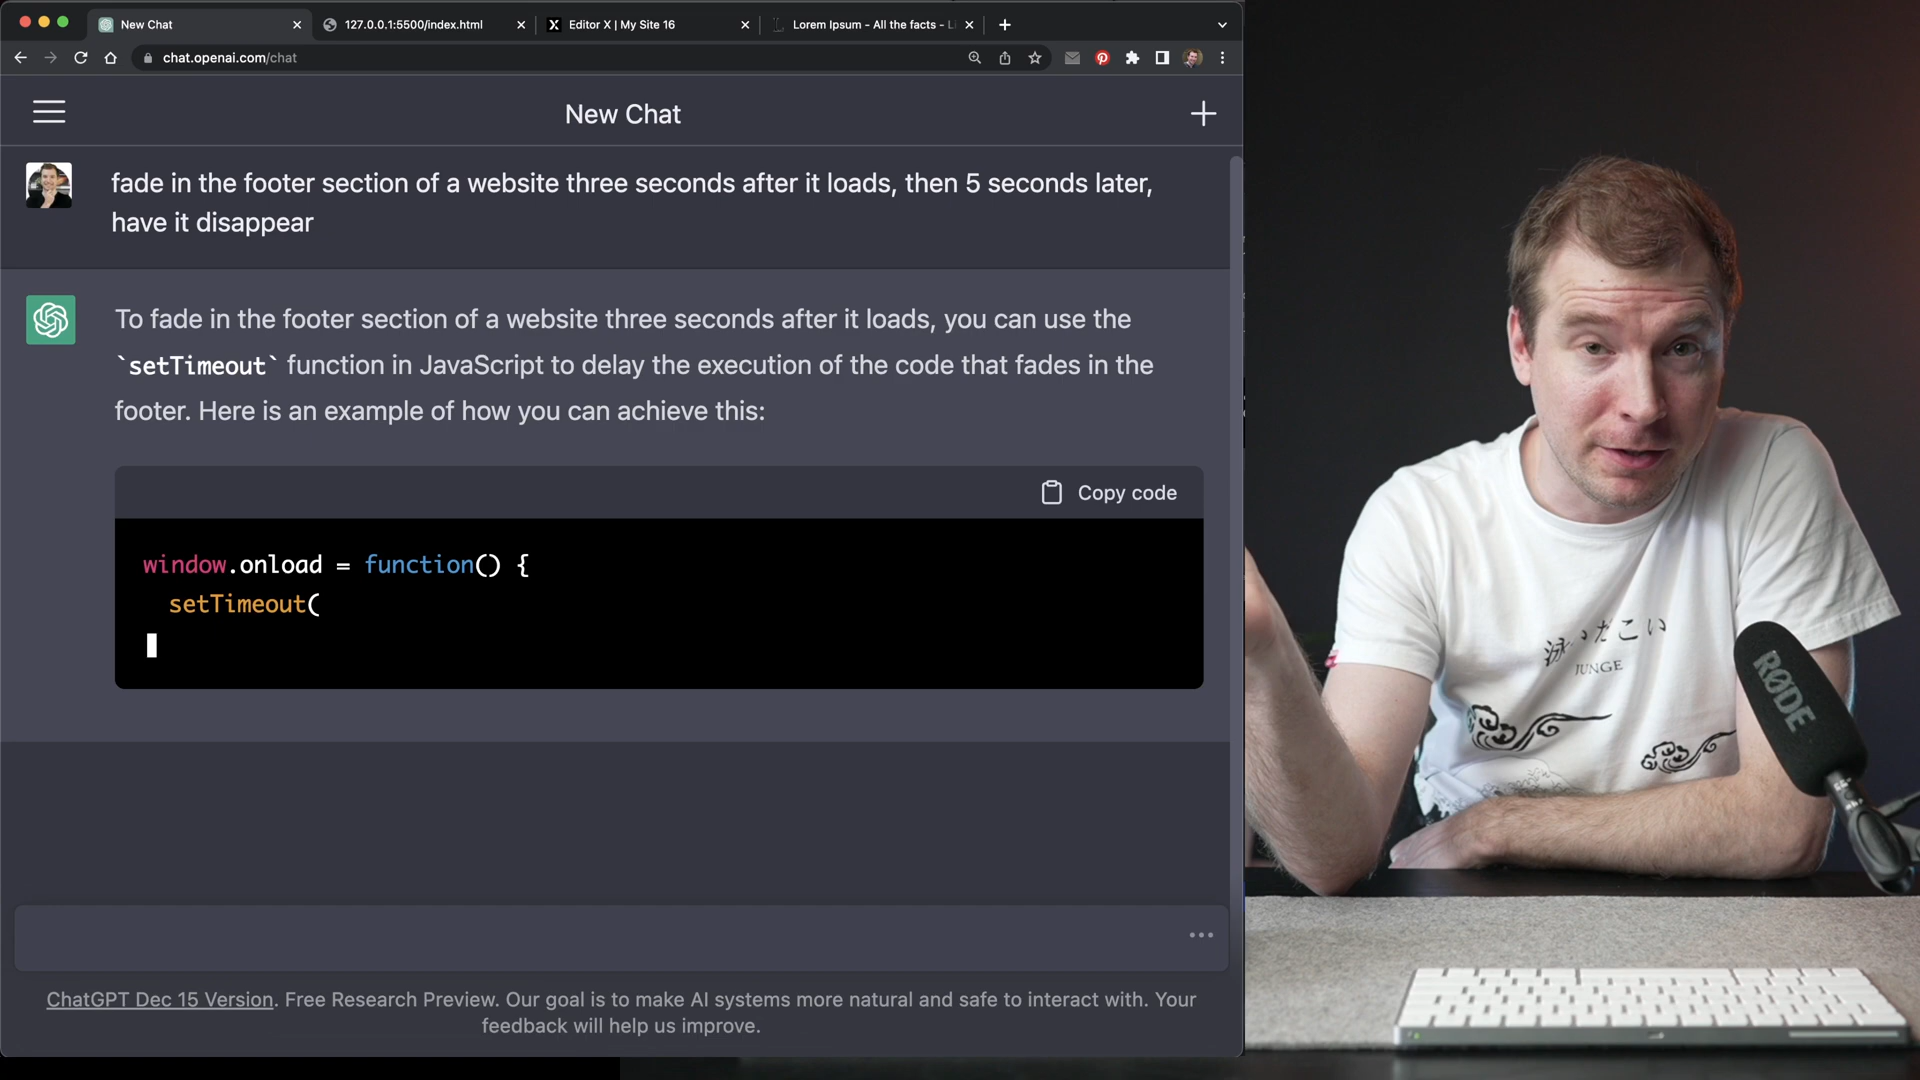 New Chat
127.0.0.1:5500/index.html
X Editor X | My Site 16
Lorem Ipsum - All the facts - Li
chat.openai.com/chat
New Chat
fade in the footer section of a website three seconds after it loads, then 5 seconds later,
have it disappear
To fade in the footer section of a website three seconds after it loads, you can use the
`setTimeout` function in JavaScript to delay the execution of the code that fades in the
footer. Here is an example of how you can achieve this:
Copy code
window.onload = function() {
setTimeout(
ChatGPT Dec 15 Version. Free Research Preview. Our goal is to make AI systems more natural and safe to interact with. Your
feedback will help us improve.
JUNGE
RØDE